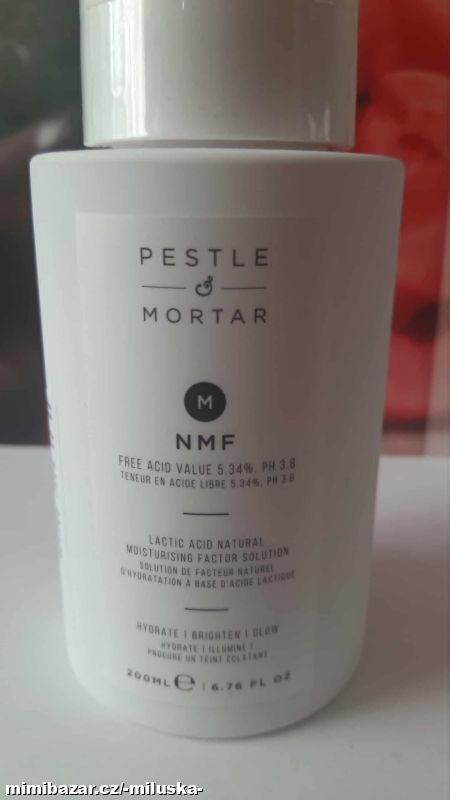 PESTLE
&
MORTAR
M
NMF
FREE ACID VALUE 5.34%, PH 3.8
TENEUR EN ACIDE LIBRE 5.34%, PH 3.8
LACTIC ACID NATURAL
MOISTURISING FACTOR SOLUTION
SOLUTION DE FACTEUR NATUREL
D'HYDRATATION À BASE D'ACIDE LACTIQUE
HYDRATE | BRIGHTEN | GLOW
HYDRATE | ILLUMINE |
PROCURE UN TEINT ÉCLATANT
200ML ℮ | 6.76 FL OZ
mimibazar.cz/-miluska-